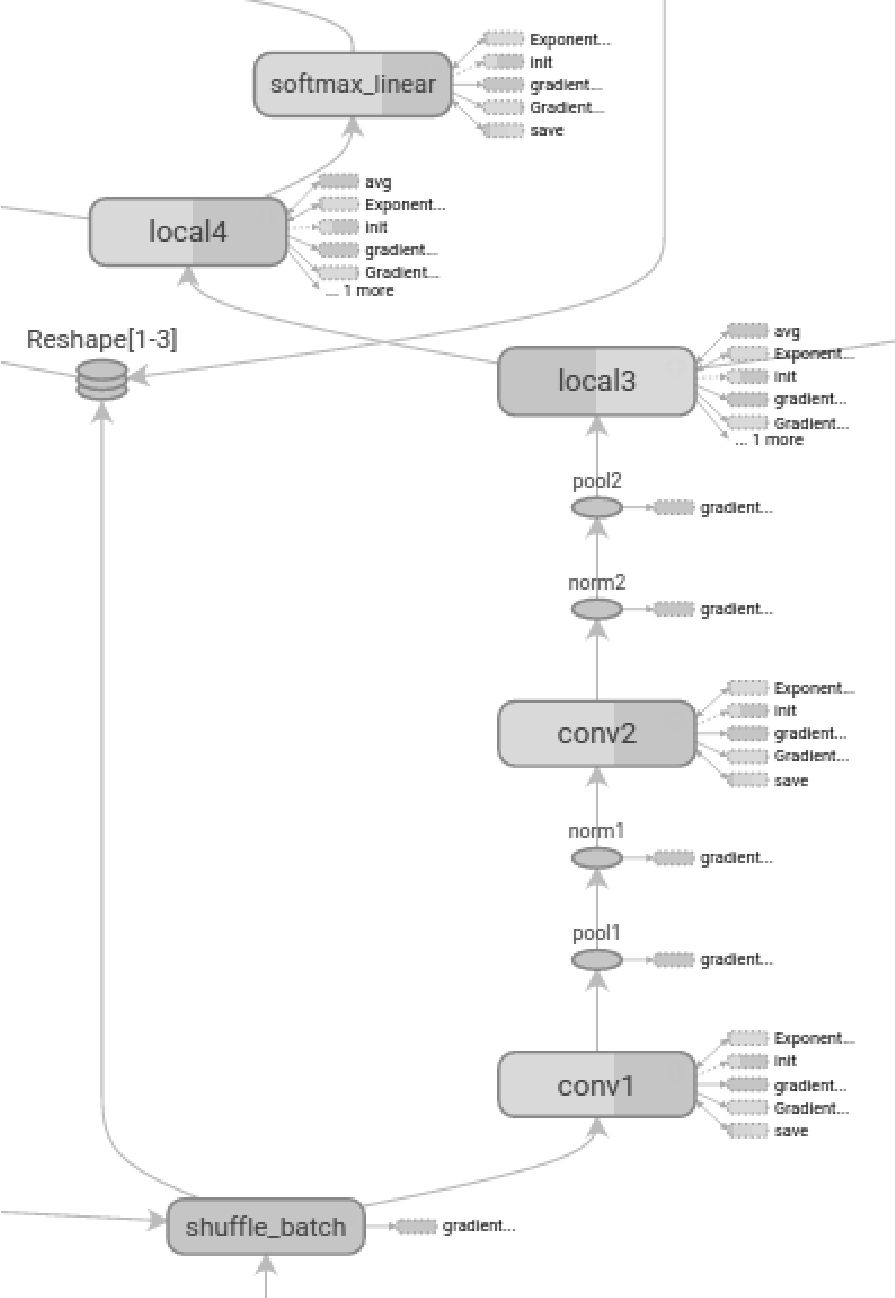 softmax_linear
Exponent...
init
gradient...
Gradient...
save
local4
avg
Exponent...
init
gradient...
Gradient...
... 1 more
Reshape[1-3]
local3
avg
Exponent...
init
gradient...
Gradient...
... 1 more
pool2
gradient...
norm2
gradient...
conv2
Exponent...
init
gradient...
Gradient...
save
norm1
gradient...
pool1
gradient...
conv1
Exponent...
init
gradient...
Gradient...
save
shuffle_batch
gradient...